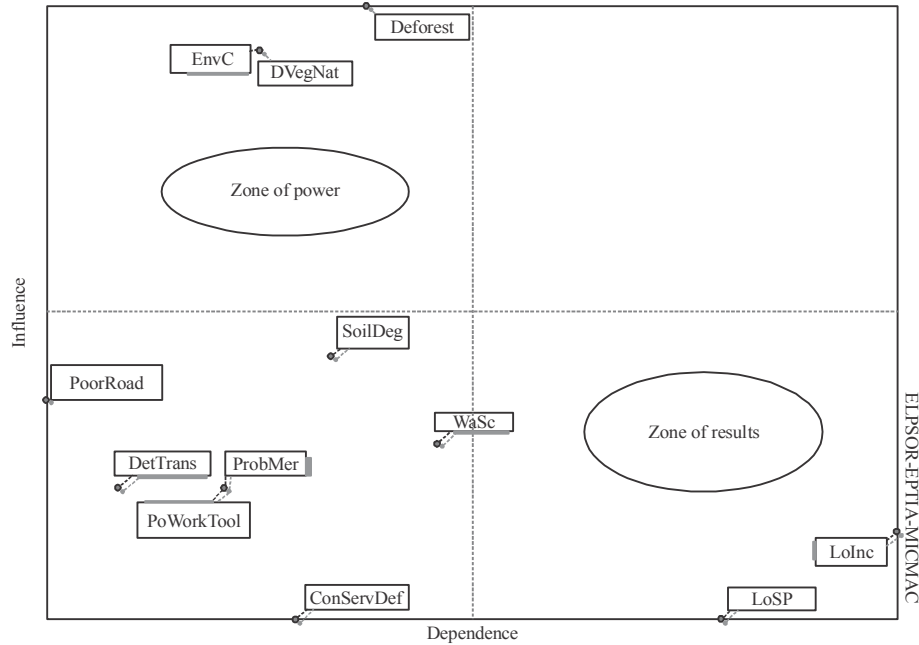 Deforest
EnvC
DVegNat
Zone of power
Influence
SoilDeg
PoorRoad
WaSc
Zone of results
DetTrans
ProbMer
PoWorkTool
LoInc
ConServDef
LoSP
Dependence
ELPSOR-EPTIA-MICMAC